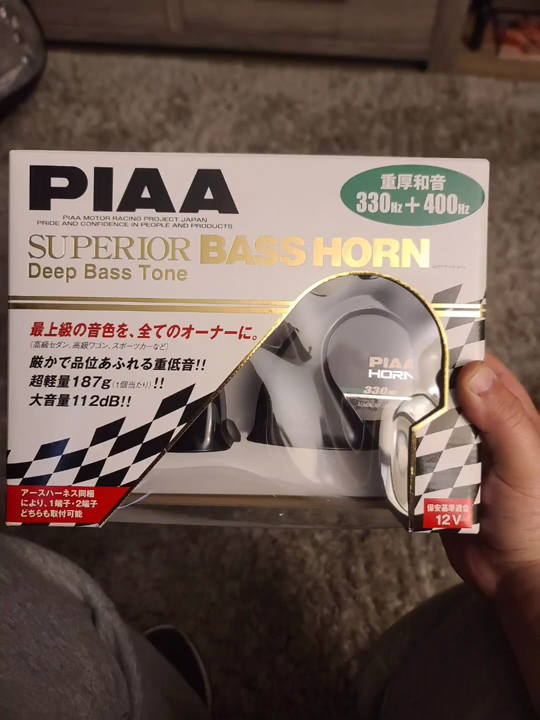 PIAA
PIAA MOTOR RACING PROJECT JAPAN
PRIDE AND CONFIDENCE IN PEOPLE AND PRODUCTS
重厚和音
330Hz+400Hz
SUPERIOR BASS HORN
Deep Bass Tone
最上級の音色を、全てのオーナーに。
(高級セダン、高級ワゴン、スポーツカーなど)
厳かで品位あふれる重低音!!
超軽量187g(1個当たり)!!
大音量112dB!!
PIAA
HORN
330Hz
アースハーネス同梱
により、1端子・2端子
どちらも取付可能
保安基準適合
12V